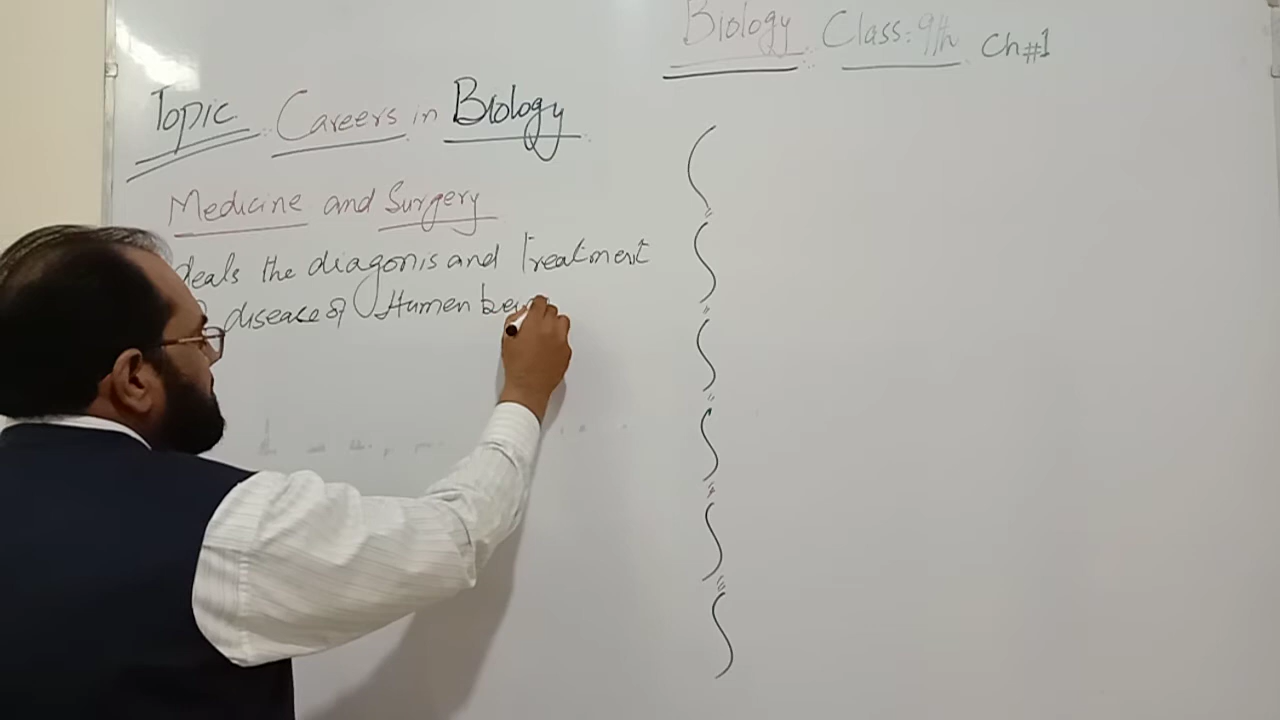 Biology Class: 9th Ch#1
Topic Careers in Biology
Medicine and Surgery
deals the diagonis and Treatment
disease of Humen bein